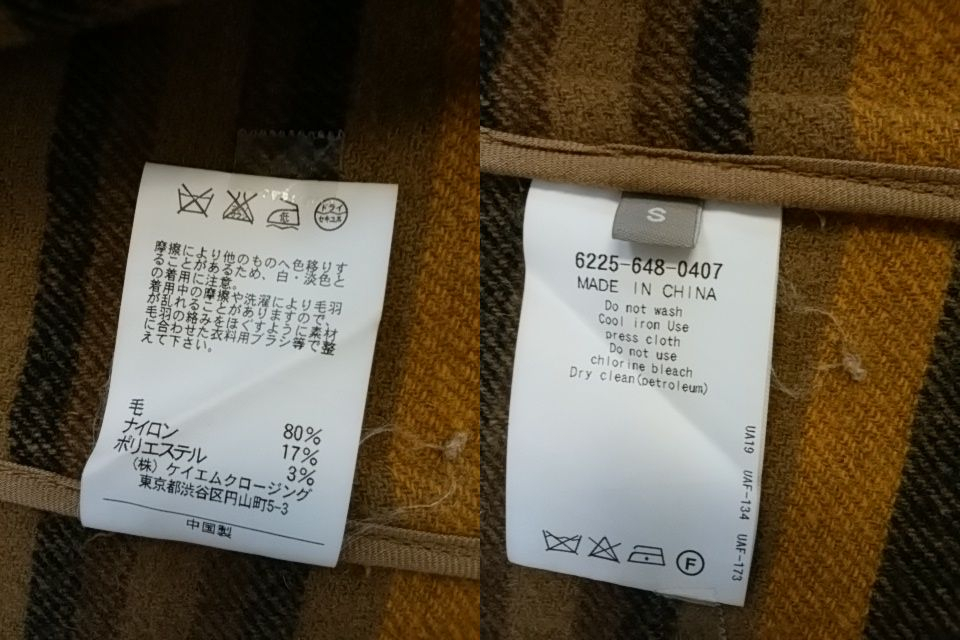 低
ドライ
セキユ系
摩擦により他のものへ色移りす
ることがあるため、白・淡色と
の着用に注意。
着用中の摩擦や洗濯により毛羽
が乱れることがありますので、
毛羽の絡みをほぐすように素材
に合わせた衣料用ブラシ等で整
えて下さい。
毛 80%
ナイロン 17%
ポリエステル 3%
(株)ケイエムクロージング
東京都渋谷区円山町5-3
中国製
S
6225-648-0407
MADE IN CHINA
Do not wash
Cool iron Use
press cloth
Do not use
chlorine bleach
Dry clean(petroleum)
UA19 UAF-134 UAF-173
F